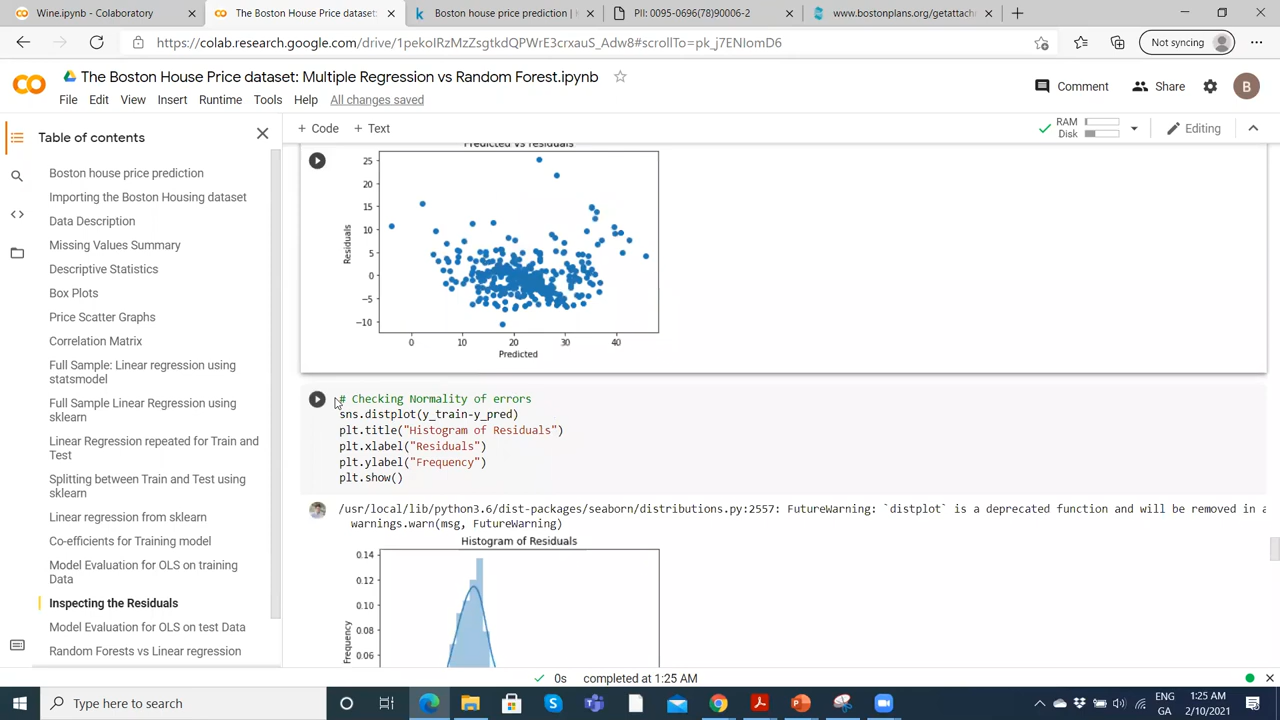 Wine.ipynb - Colaboratory
The Boston House Price dataset:
Boston house price prediction |
PII: 0095-0696(78)90006-2
www.bostonplans.org/getattachm
https://colab.research.google.com/drive/1pekoIRzMzZsgtkdQPWrE3crxauS_Adw8#scrollTo=pk_j7ENIomD6
Not syncing
The Boston House Price dataset: Multiple Regression vs Random Forest.ipynb
File Edit View Insert Runtime Tools Help All changes saved
Comment
Share
B
Table of contents
+ Code + Text
RAM
Disk
Editing
Boston house price prediction
Importing the Boston Housing dataset
Data Description
Missing Values Summary
Descriptive Statistics
Box Plots
Price Scatter Graphs
Correlation Matrix
Full Sample: Linear regression using
statsmodel
Full Sample Linear Regression using
sklearn
Linear Regression repeated for Train and
Test
Splitting between Train and Test using
sklearn
Linear regression from sklearn
Co-efficients for Training model
Model Evaluation for OLS on training
Data
Inspecting the Residuals
Model Evaluation for OLS on test Data
Random Forests vs Linear regression
Predicted vs residuals
25
20
15
10
5
0
−5
−10
Residuals
0 10 20 30 40
Predicted
# Checking Normality of errors
sns.distplot(y_train-y_pred)
plt.title("Histogram of Residuals")
plt.xlabel("Residuals")
plt.ylabel("Frequency")
plt.show()
/usr/local/lib/python3.6/dist-packages/seaborn/distributions.py:2557: FutureWarning: `distplot` is a deprecated function and will be removed in a
warnings.warn(msg, FutureWarning)
Histogram of Residuals
0.14
0.12
0.10
0.08
0.06
Frequency
0s completed at 1:25 AM
Type here to search
ENG
GA
1:25 AM
2/10/2021